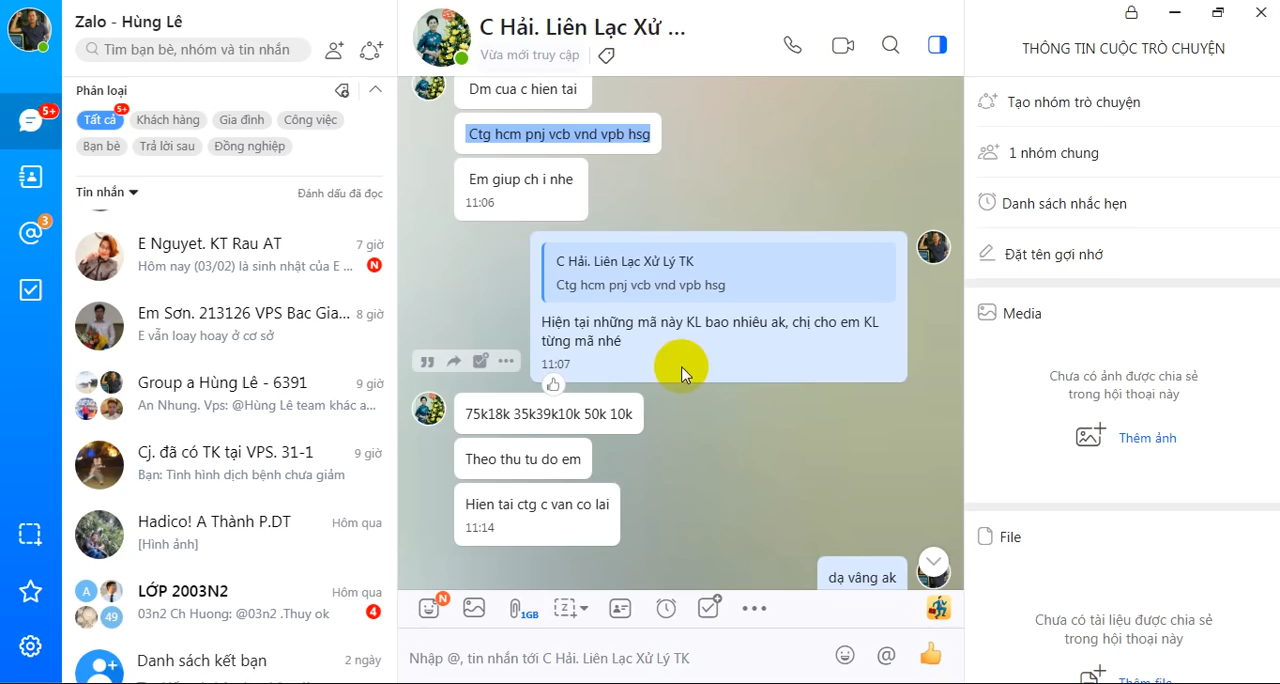 Zalo - Hùng Lê
Tìm bạn bè, nhóm và tin nhắn
Phân loại
Tất cả
5+
Khách hàng
Gia đình
Công việc
Bạn bè
Trả lời sau
Đồng nghiệp
Tin nhắn
Đánh dấu đã đọc
5+
3
E Nguyet. KT Rau AT
7 giờ
Hôm nay (03/02) là sinh nhật của E ...
N
Em Sơn. 213126 VPS Bac Gia...
8 giờ
E vẫn loay hoay ở cơ sở
Group a Hùng Lê - 6391
9 giờ
An Nhung. Vps: @Hùng Lê team khác a...
Cj. đã có TK tại VPS. 31-1
9 giờ
Bạn: Tình hình dịch bệnh chưa giảm
Hadico! A Thành P.DT
Hôm qua
[Hình ảnh]
LỚP 2003N2
Hôm qua
03n2 Ch Huong: @03n2 .Thuy ok
4
A
49
Danh sách kết bạn
2 ngày
C Hải. Liên Lạc Xử ...
Vừa mới truy cập
Dm cua c hien tai
Ctg hcm pnj vcb vnd vpb hsg
Em giup ch i nhe
11:06
C Hải. Liên Lạc Xử Lý TK
Ctg hcm pnj vcb vnd vpb hsg
Hiện tại những mã này KL bao nhiêu ak, chị cho em KL
từng mã nhé
11:07
75k18k 35k39k10k 50k 10k
Theo thu tu do em
Hien tai ctg c van co lai
11:14
dạ vâng ak
N
1GB
Z
Nhập @, tin nhắn tới C Hải. Liên Lạc Xử Lý TK
THÔNG TIN CUỘC TRÒ CHUYỆN
Tạo nhóm trò chuyện
1 nhóm chung
Danh sách nhắc hẹn
Đặt tên gợi nhớ
Media
Chưa có ảnh được chia sẻ
trong hội thoại này
Thêm ảnh
File
Chưa có tài liệu được chia sẻ
trong hội thoại này
Thêm file